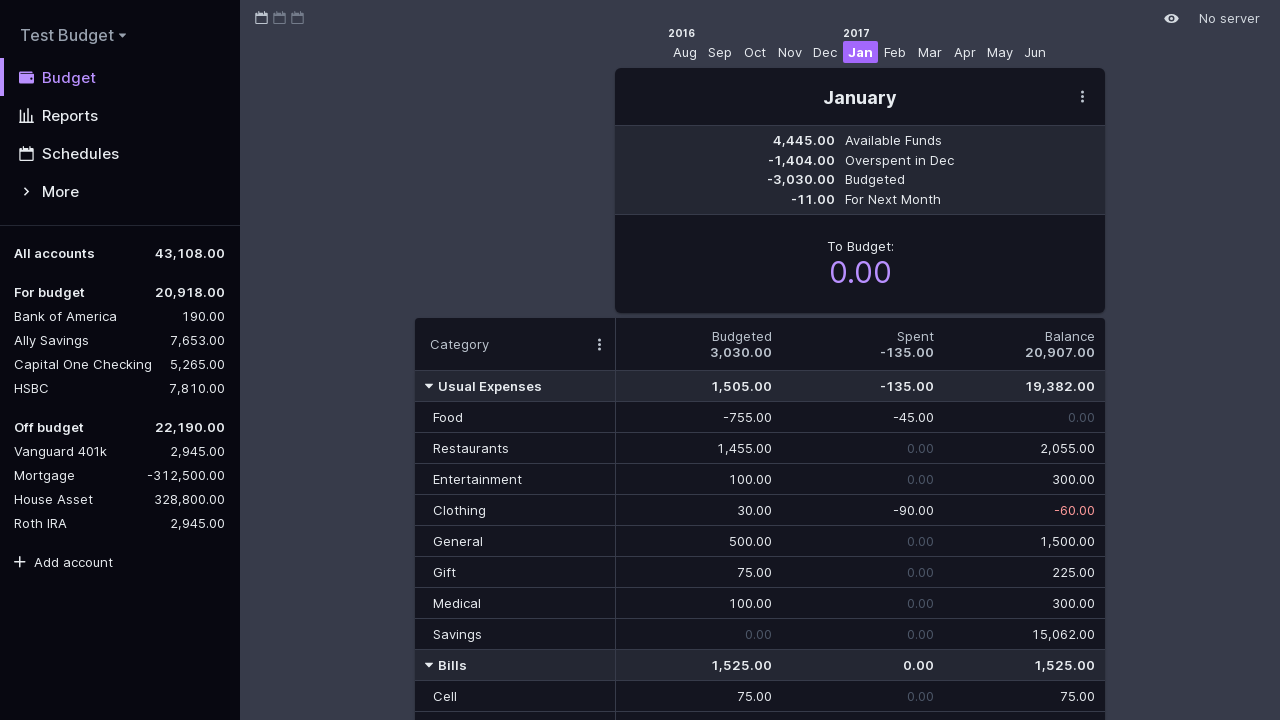 Test Budget
Budget
Reports
Schedules
More
All accounts 43,108.00
For budget 20,918.00
Bank of America 190.00
Ally Savings 7,653.00
Capital One Checking 5,265.00
HSBC 7,810.00
Off budget 22,190.00
Vanguard 401k 2,945.00
Mortgage -312,500.00
House Asset 328,800.00
Roth IRA 2,945.00
Add account
No server
2016 2017
Aug Sep Oct Nov Dec Jan Feb Mar Apr May Jun
January
4,445.00 Available Funds
-1,404.00 Overspent in Dec
-3,030.00 Budgeted
-11.00 For Next Month
To Budget:
0.00
Category
Budgeted Spent Balance
3,030.00 -135.00 20,907.00
Usual Expenses 1,505.00 -135.00 19,382.00
Food -755.00 -45.00 0.00
Restaurants 1,455.00 0.00 2,055.00
Entertainment 100.00 0.00 300.00
Clothing 30.00 -90.00 -60.00
General 500.00 0.00 1,500.00
Gift 75.00 0.00 225.00
Medical 100.00 0.00 300.00
Savings 0.00 0.00 15,062.00
Bills 1,525.00 0.00 1,525.00
Cell 75.00 0.00 75.00